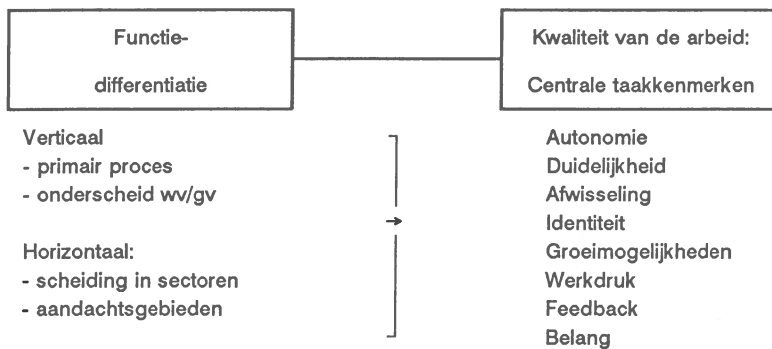 Functie-
differentiatie
Kwaliteit van de arbeid:
Centrale taakkenmerken
Verticaal
- primair proces
- onderscheid wv/gv
Horizontaal:
- scheiding in sectoren
- aandachtsgebieden
Autonomie
Duidelijkheid
Afwisseling
Identiteit
Groeimogelijkheden
Werkdruk
Feedback
Belang